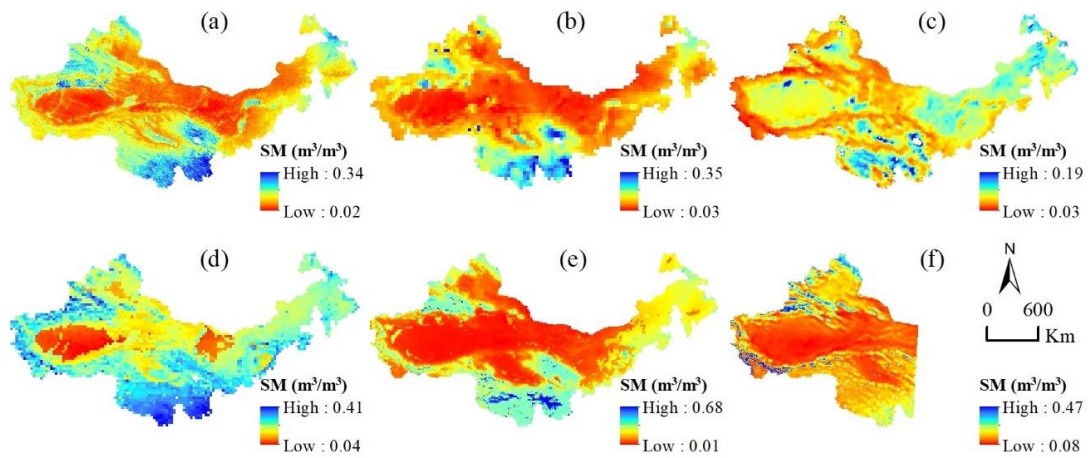 (a)
SM (m³/m³)
High : 0.34
Low : 0.02
(b)
SM (m³/m³)
High : 0.35
Low : 0.03
(c)
SM (m³/m³)
High : 0.19
Low : 0.03
(d)
SM (m³/m³)
High : 0.41
Low : 0.04
(e)
SM (m³/m³)
High : 0.68
Low : 0.01
(f)
SM (m³/m³)
High : 0.47
Low : 0.08
N
0 600
Km